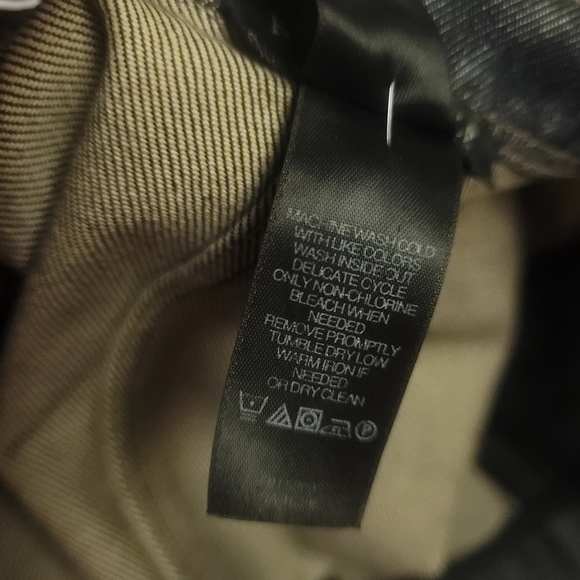 MACHINE WASH COLD
WITH LIKE COLORS
WASH INSIDE OUT
DELICATE CYCLE
ONLY NON-CHLORINE
BLEACH WHEN
NEEDED
REMOVE PROMPTLY
TUMBLE DRY LOW
WARM IRON IF
NEEDED
OR DRY CLEAN
P